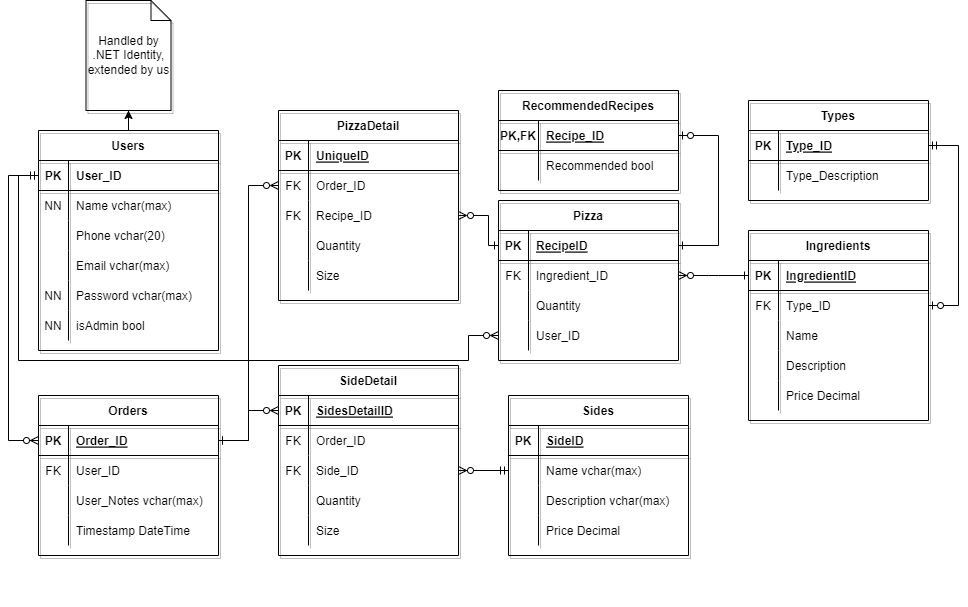 Handled by
.NET Identity,
extended by us
Users
PK User_ID
NN Name vchar(max)
Phone vchar(20)
Email vchar(max)
NN Password vchar(max)
NN isAdmin bool
Orders
PK Order_ID
FK User_ID
User_Notes vchar(max)
Timestamp DateTime
PizzaDetail
PK UniqueID
FK Order_ID
FK Recipe_ID
Quantity
Size
SideDetail
PK SidesDetailID
FK Order_ID
FK Side_ID
Quantity
Size
RecommendedRecipes
PK,FK Recipe_ID
Recommended bool
Pizza
PK RecipeID
FK Ingredient_ID
Quantity
User_ID
Sides
PK SideID
Name vchar(max)
Description vchar(max)
Price Decimal
Types
PK Type_ID
Type_Description
Ingredients
PK IngredientID
FK Type_ID
Name
Description
Price Decimal